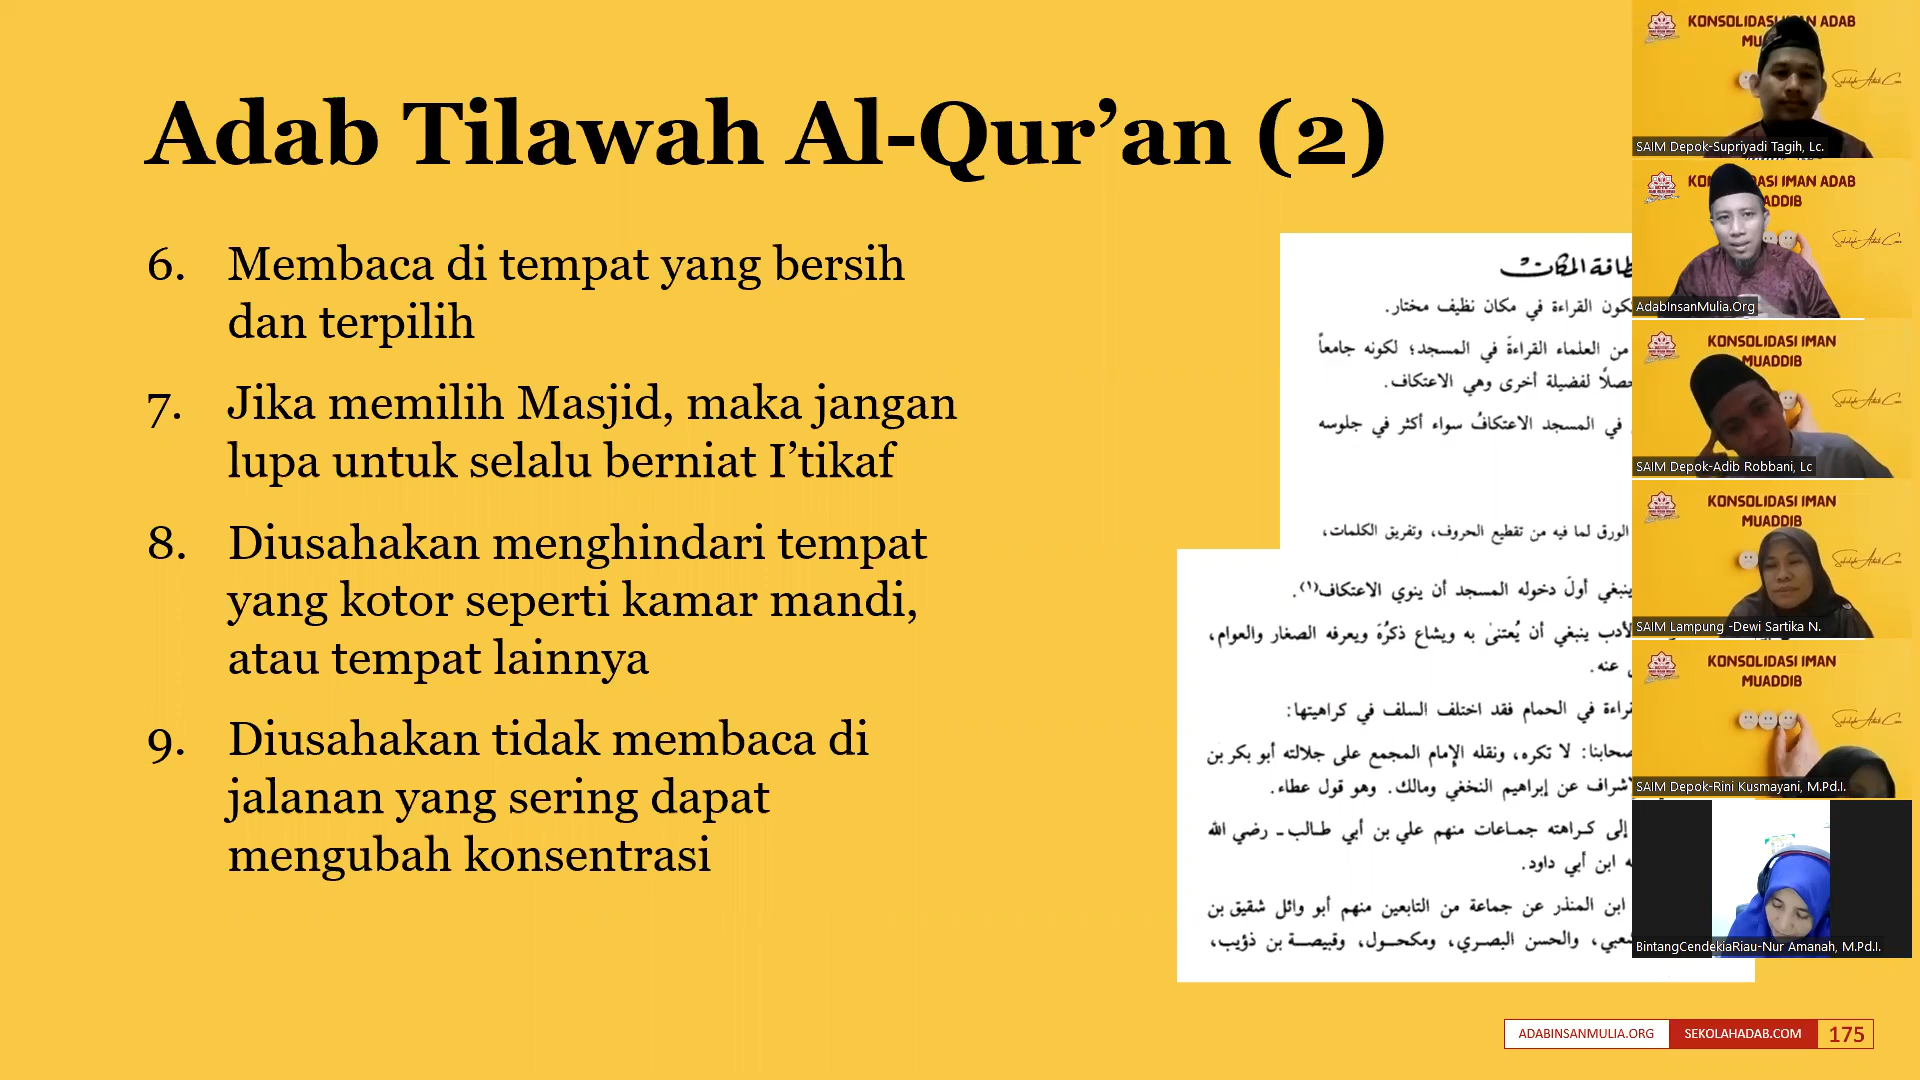 Adab Tilawah Al-Qur’an (2)
6. Membaca di tempat yang bersih
dan terpilih
7. Jika memilih Masjid, maka jangan
lupa untuk selalu berniat I’tikaf
8. Diusahakan menghindari tempat
yang kotor seperti kamar mandi,
atau tempat lainnya
9. Diusahakan tidak membaca di
jalanan yang sering dapat
mengubah konsentrasi
المكان
القراءة في مكان نظيف مختار.
من العلماء القراءةَ في المسجد؛ لكونه جامعاً
لفضيلة أخرى وهي الاعتكاف.
في المسجد الاعتكافُ سواء أكثر في جلوسه
الورق لما فيه من تقطيع الحروف، وتفريق الكلمات،
ينبغي أولَ دخوله المسجد أن ينوي الاعتكاف(١).
ينبغي أن يُعتنىٰ به ويشاع ذكرُهُ ويعرفه الصغار والعوام،
عنه.
في الحمام فقد اختلف السلف في كراهيتها:
لا تكره، ونقله الإمام المجمع على جلالته أبو بكر بن
عن إبراهيم النخعي ومالك. وهو قول عطاء.
إلى كراهته جماعات منهم علي بن أبي طالب - رضي الله
ابن أبي داود.
ابن المنذر عن جماعة من التابعين منهم أبو وائل شقيق بن
والحسن البصري، ومكحول، وقبيصة بن ذؤيب،
KONSOLIDASI IMAN ADAB
SAIM Depok-Supriyadi Tagih, Lc.
IMAN ADAB
AdabInsanMulia.Org
KONSOLIDASI IMAN
MUADDIB
SAIM Depok-Adib Robbani, Lc
KONSOLIDASI IMAN
MUADDIB
SAIM Lampung -Dewi Sartika N.
KONSOLIDASI IMAN
MUADDIB
SAIM Depok-Rini Kusmayani, M.Pd.I.
BintangCendekiaRiau-Nur Amanah, M.Pd.I.
ADABINSANMULIA.ORG SEKOLAHADAB.COM 175